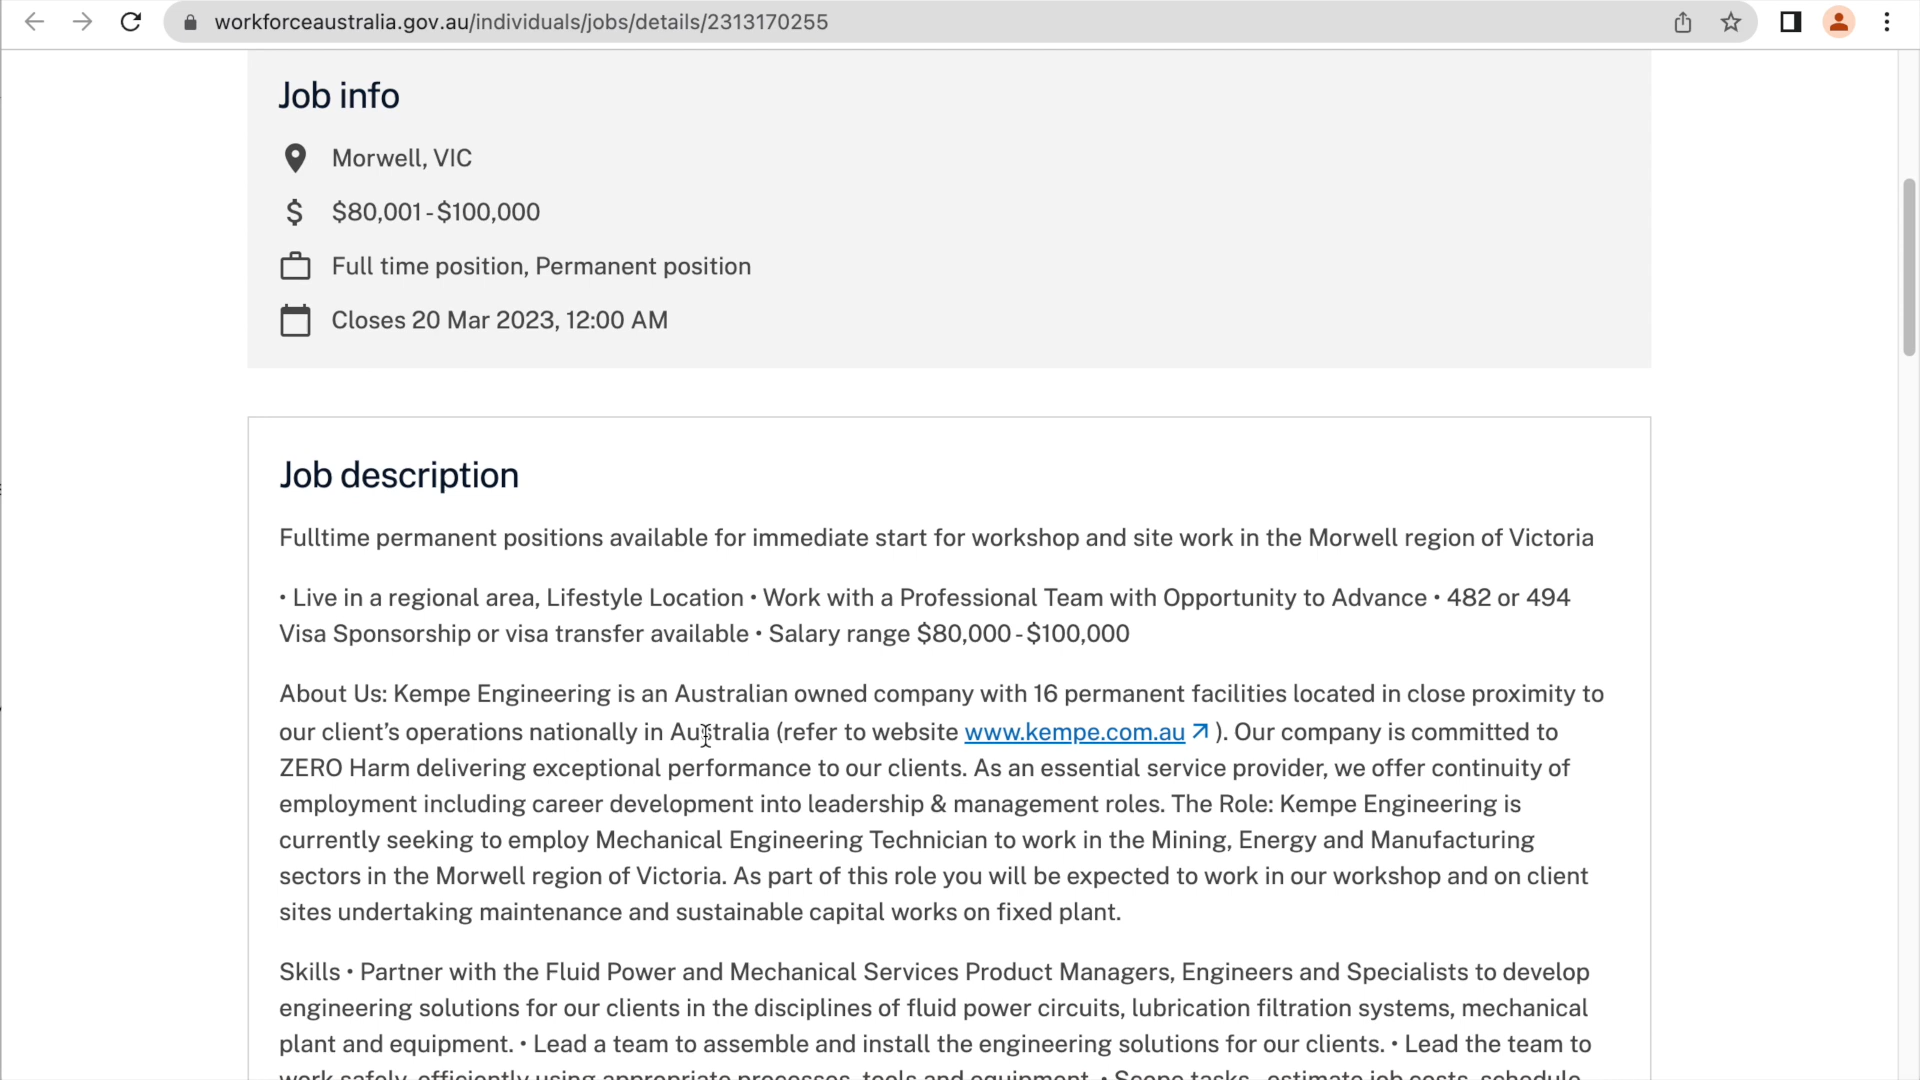 workforceaustralia.gov.au/individuals/jobs/details/2313170255
Job info
Morwell, VIC
$80,001 - $100,000
Full time position, Permanent position
Closes 20 Mar 2023, 12:00 AM
Job description
Fulltime permanent positions available for immediate start for workshop and site work in the Morwell region of Victoria
• Live in a regional area, Lifestyle Location • Work with a Professional Team with Opportunity to Advance • 482 or 494
Visa Sponsorship or visa transfer available • Salary range $80,000 - $100,000
About Us: Kempe Engineering is an Australian owned company with 16 permanent facilities located in close proximity to
our client’s operations nationally in Australia (refer to website www.kempe.com.au ). Our company is committed to
ZERO Harm delivering exceptional performance to our clients. As an essential service provider, we offer continuity of
employment including career development into leadership & management roles. The Role: Kempe Engineering is
currently seeking to employ Mechanical Engineering Technician to work in the Mining, Energy and Manufacturing
sectors in the Morwell region of Victoria. As part of this role you will be expected to work in our workshop and on client
sites undertaking maintenance and sustainable capital works on fixed plant.
Skills • Partner with the Fluid Power and Mechanical Services Product Managers, Engineers and Specialists to develop
engineering solutions for our clients in the disciplines of fluid power circuits, lubrication filtration systems, mechanical
plant and equipment. • Lead a team to assemble and install the engineering solutions for our clients. • Lead the team to
work safely, efficiently using appropriate processes, tools and equipment. • Scope tasks, estimate job costs, schedule